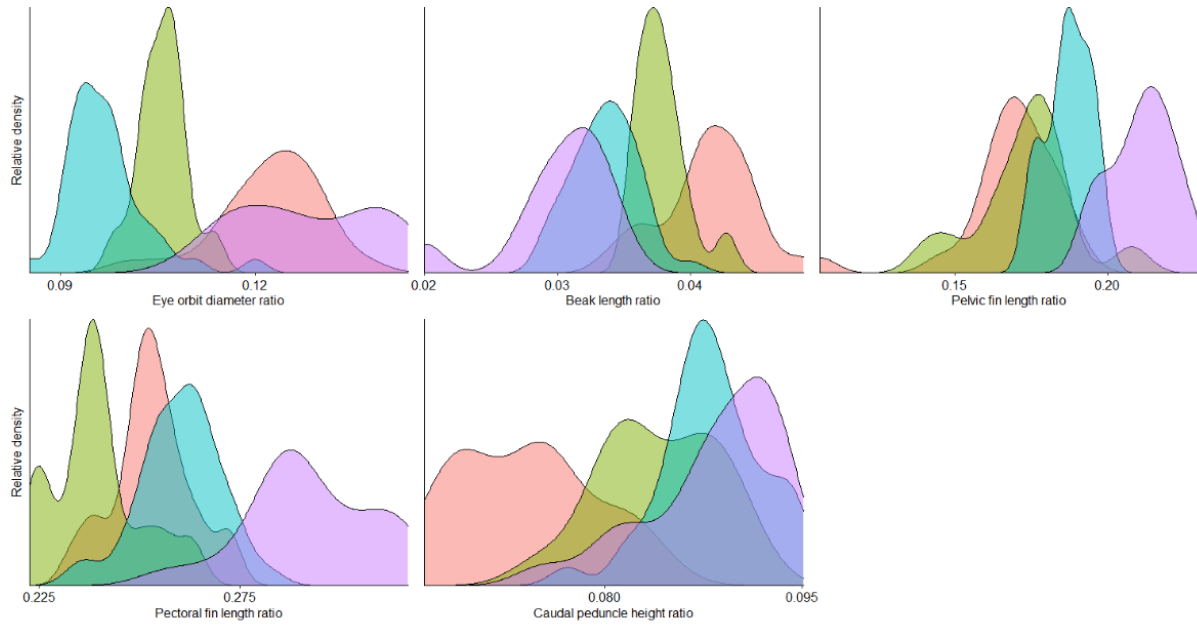 Relative density
0.09 0.12
Eye orbit diameter ratio
0.02 0.03 0.04
Beak length ratio
0.15 0.20
Pelvic fin length ratio
Relative density
0.225 0.275
Pectoral fin length ratio
0.080 0.095
Caudal peduncle height ratio